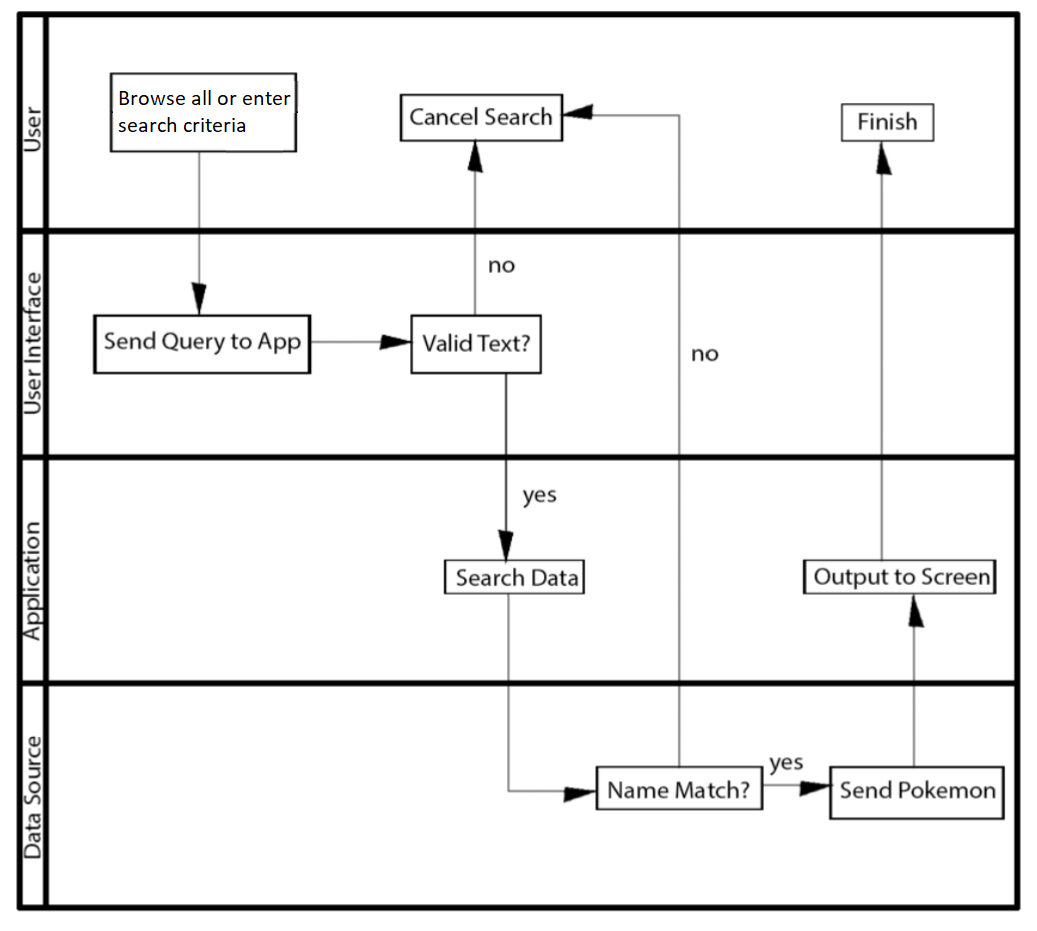 User
Browse all or enter
search criteria
Cancel Search
Finish
User Interface
no
Send Query to App
Valid Text?
no
Application
yes
Search Data
Output to Screen
Data Source
Name Match?
yes
Send Pokemon